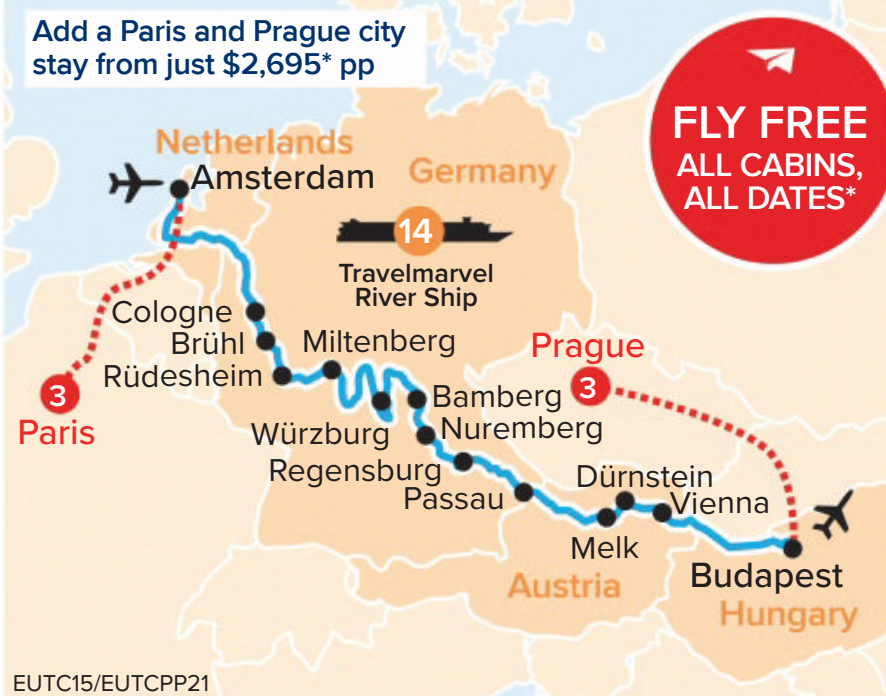 Add a Paris and Prague city
stay from just $2,695* pp
FLY FREE
ALL CABINS,
ALL DATES*
Netherlands
Amsterdam
Germany
14
Travelmarvel
River Ship
Cologne
Brühl
Rüdesheim
Miltenberg
Prague
3
3
Paris
Bamberg
Würzburg
Nuremberg
Regensburg
Passau
Dürnstein
Vienna
Melk
Budapest
Austria
Hungary
EUTC15/EUTCPP21